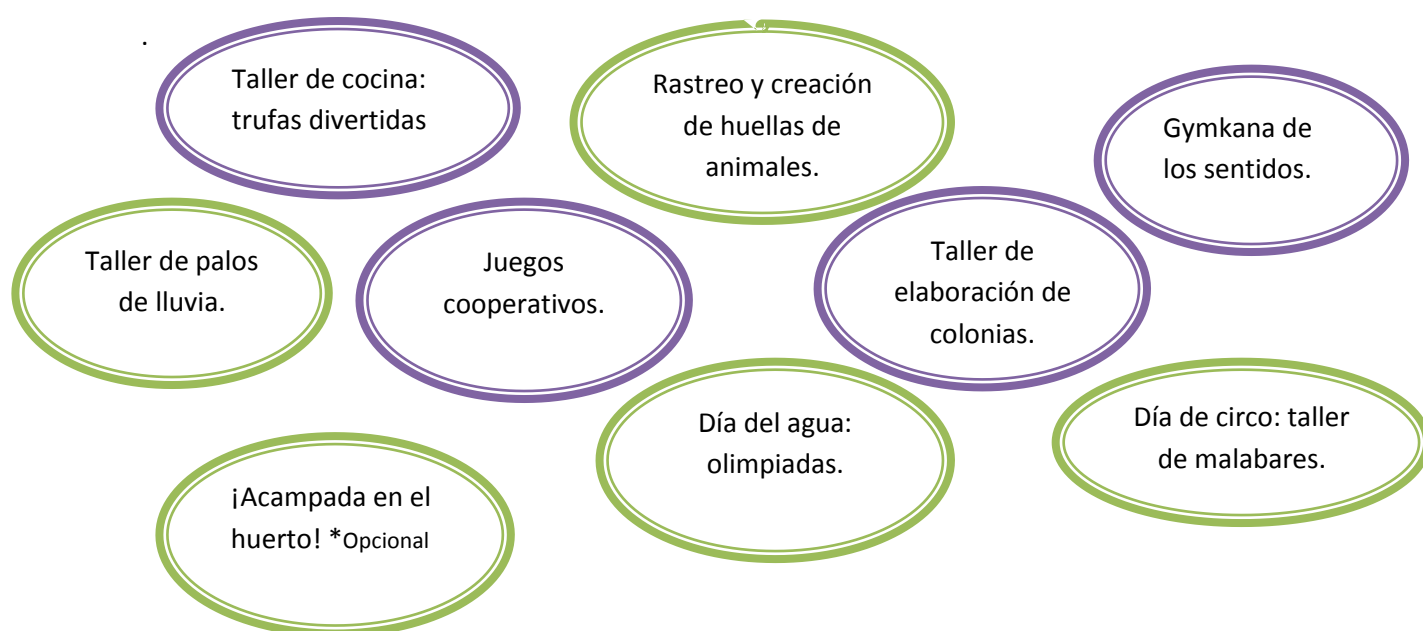 .
Taller de cocina:
trufas divertidas
Rastreo y creación
de huellas de
animales.
Gymkana de
los sentidos.
Taller de palos
de lluvia.
Juegos
cooperativos.
Taller de
elaboración de
colonias.
Día del agua:
olimpiadas.
Día de circo: taller
de malabares.
¡Acampada en el
huerto! *Opcional